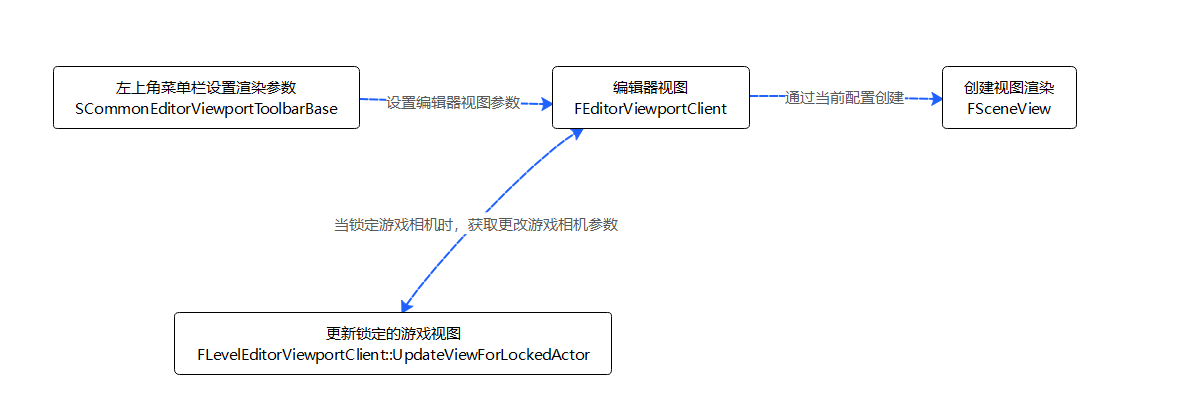 左上角菜单栏设置渲染参数
SCommonEditorViewportToolbarBase
设置编辑器视图参数
编辑器视图
FEditorViewportClient
通过当前配置创建
创建视图渲染
FSceneView
当锁定游戏相机时，获取更改游戏相机参数
更新锁定的游戏视图
FLevelEditorViewportClient::UpdateViewForLockedActor